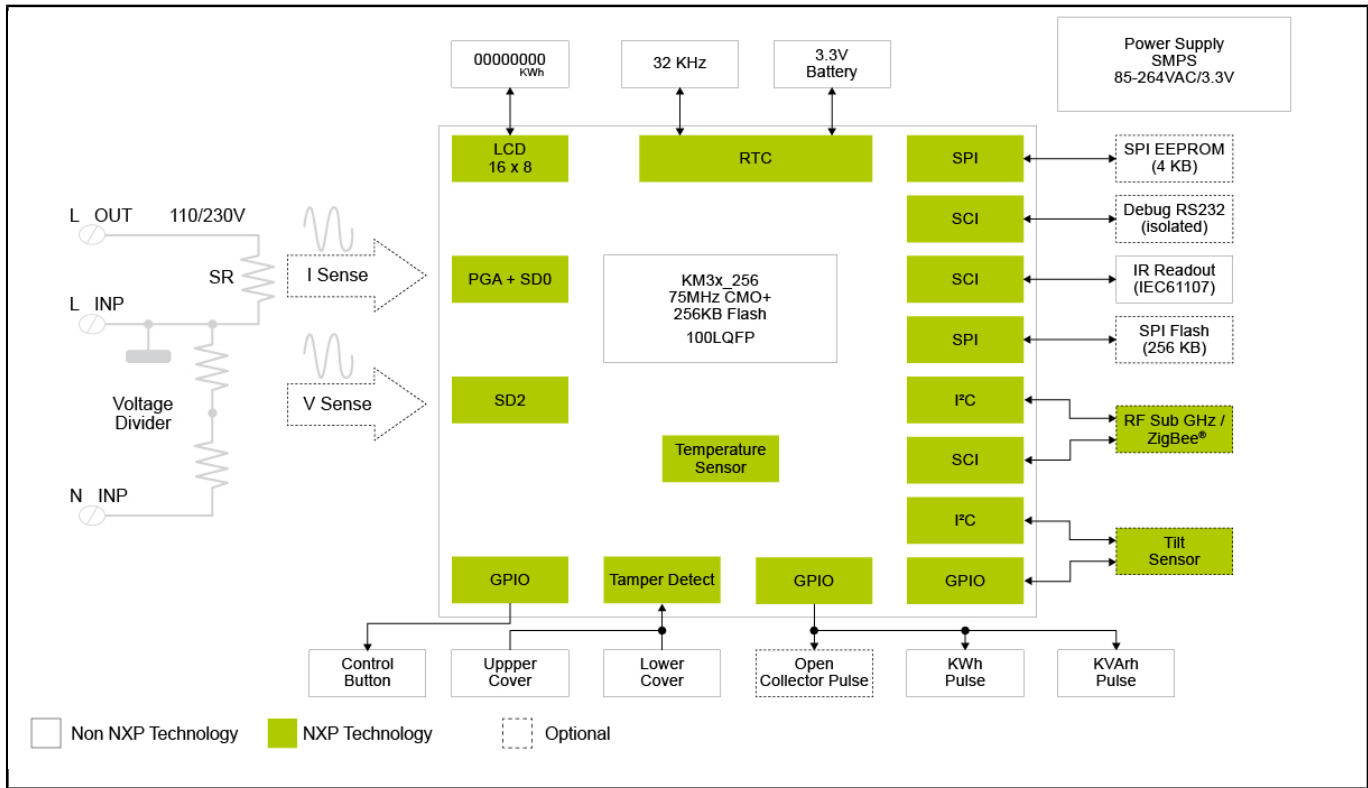 00000000
KWh
32 KHz
3.3V
Battery
Power Supply
SMPS
85-264VAC/3.3V
LCD
16 x 8
RTC
SPI
SPI EEPROM
(4 KB)
SCI
Debug RS232
(isolated)
L OUT 110/230V
SR
I Sense
PGA + SD0
KM3x_256
75MHz CMO+
256KB Flash
100LQFP
SCI
IR Readout
(IEC61107)
L INP
SPI
SPI Flash
(256 KB)
Voltage
Divider
V Sense
SD2
I²C
RF Sub GHz /
ZigBee®
Temperature
Sensor
SCI
N INP
I²C
Tilt
Sensor
GPIO
Tamper Detect
GPIO
GPIO
Control
Button
Uppper
Cover
Lower
Cover
Open
Collector Pulse
KWh
Pulse
KVArh
Pulse
Non NXP Technology
NXP Technology
Optional